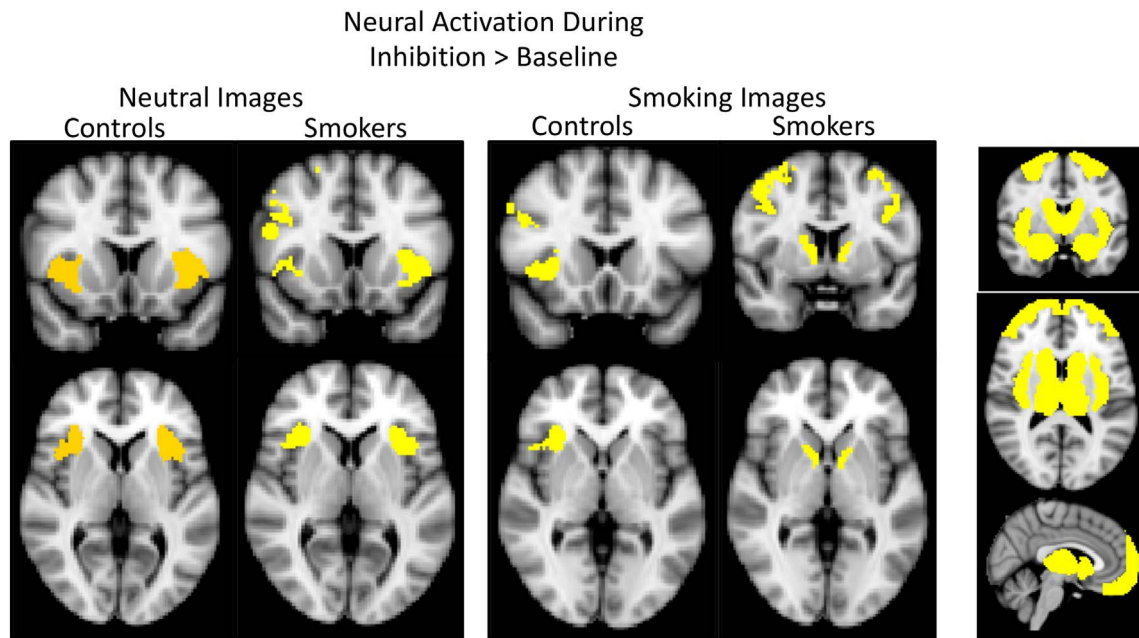 Neural Activation During
Inhibition > Baseline
Neutral Images
Smoking Images
Controls
Smokers
Controls
Smokers